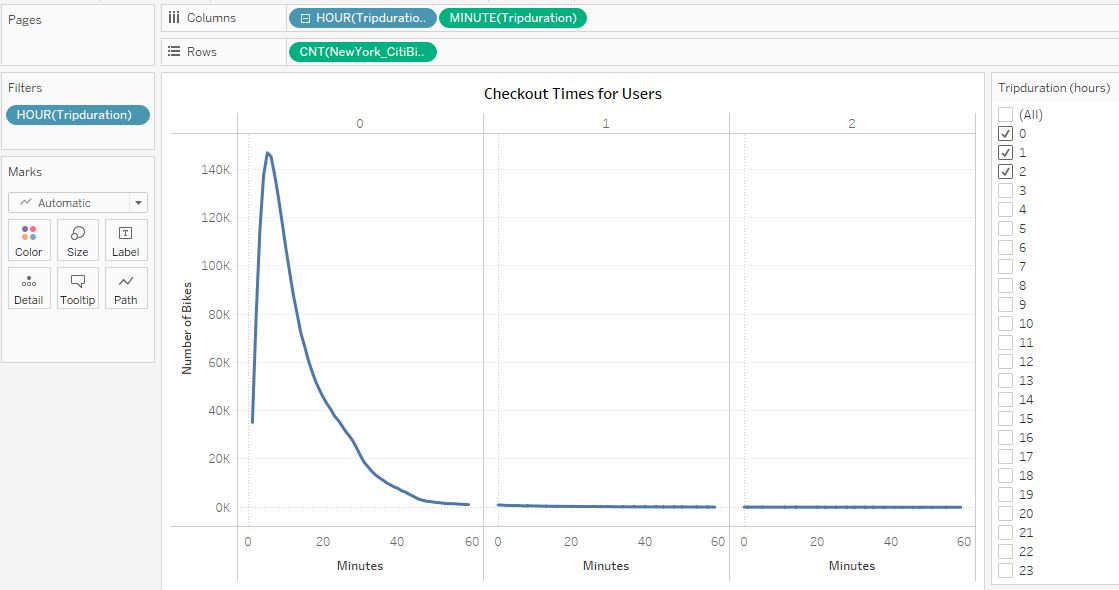 Pages
Columns
HOUR(Tripduratio..
MINUTE(Tripduration)
Rows
CNT(NewYork_CitiBi..
Filters
HOUR(Tripduration)
Marks
Automatic
Color
Size
Label
Detail
Tooltip
Path
Checkout Times for Users
0 1 2
Number of Bikes
140K
120K
100K
80K
60K
40K
20K
0K
0 20 40 60 0 20 40 60 0 20 40 60
Minutes Minutes Minutes
Tripduration (hours)
(All)
0
1
2
3
4
5
6
7
8
9
10
11
12
13
14
15
16
17
18
19
20
21
22
23